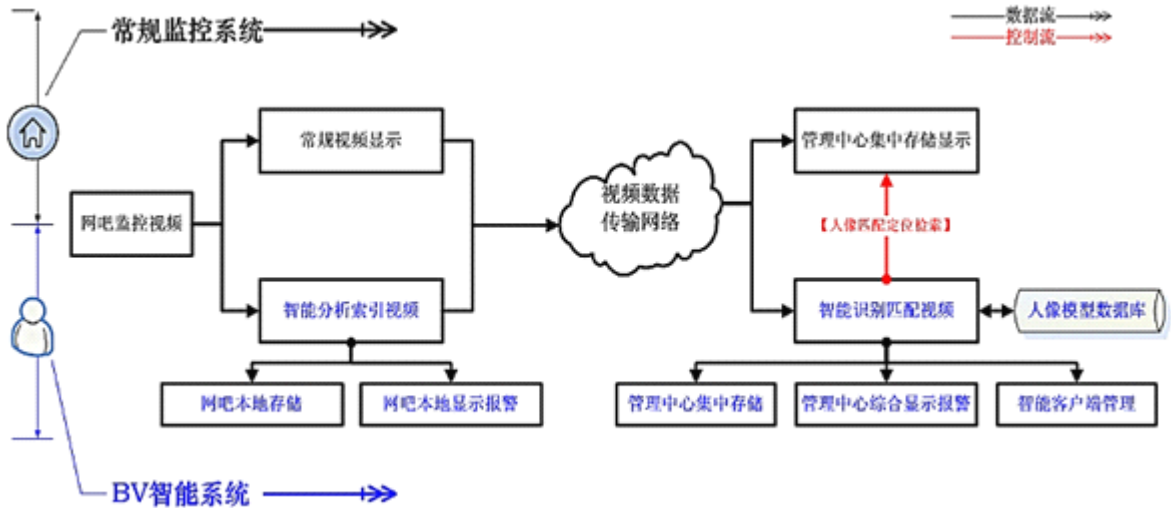 常规监控系统
数据流
控制流
常规视频显示
管理中心集中存储显示
视频数据
传输网络
网吧监控视频
【人像匹配定位检索】
智能分析索引视频
智能识别匹配视频
人像模型数据库
网吧本地存储
网吧本地显示报警
管理中心集中存储
管理中心综合显示报警
智能客户端管理
BV智能系统